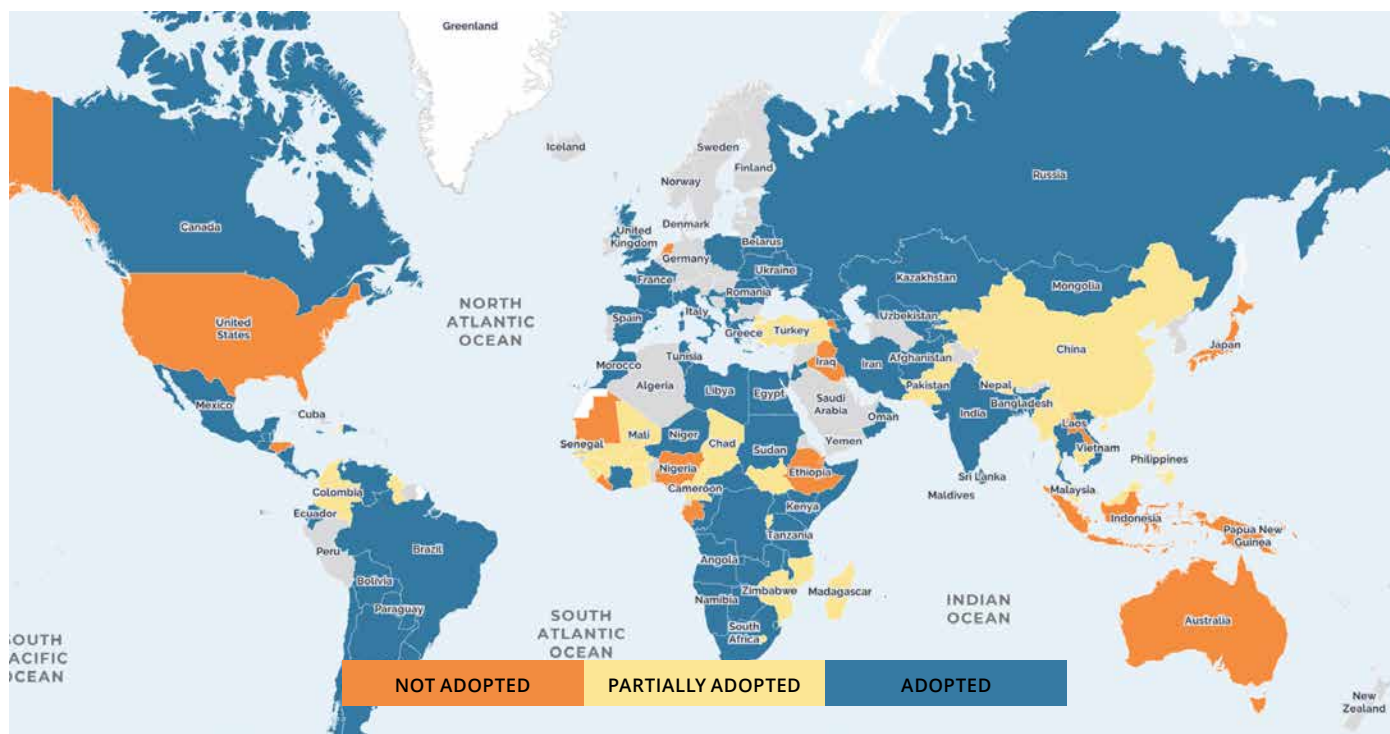 Greenland
Iceland
Sweden
Finland
Norway
Russia
Denmark
Canada
United
Kingdom
Belarus
Germany
Ukraine
Kazakhstan
France
Mongolia
Romania
NORTH
ATLANTIC
OCEAN
Italy
Uzbekistan
Spain
United
States
Greece
Turkey
Japan
China
Tunisia
Morocco
Iraq
Iran
Afghanistan
Algeria
Libya
Egypt
Pakistan
Nepal
Saudi
Arabia
Bangladesh
Mexico
Cuba
India
Oman
Laos
Senegal
Mali
Niger
Chad
Sudan
Yemen
Vietnam
Philippines
Nigeria
Ethiopia
Sri Lanka
Cameroon
Maldives
Malaysia
Colombia
Ecuador
Kenya
Indonesia
Papua New
Guinea
Tanzania
Peru
Brazil
Angola
Bolivia
Zimbabwe
Madagascar
Namibia
INDIAN
OCEAN
Paraguay
SOUTH
ATLANTIC
OCEAN
South
Africa
Australia
OUTH
ACIFIC
OCEAN
NOT ADOPTED
PARTIALLY ADOPTED
ADOPTED
New
Zealand